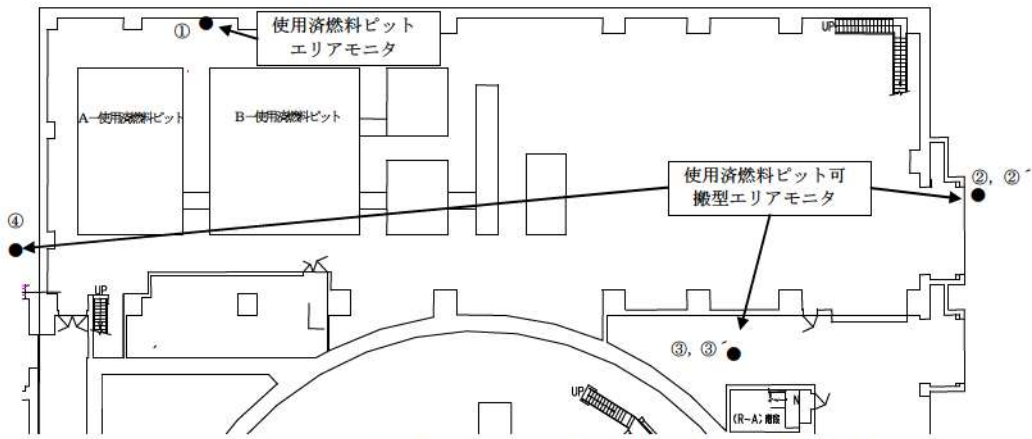 ①
使用済燃料ピット
エリアモニタ
UP
A－使用済燃料ピット
B－使用済燃料ピット
使用済燃料ピット可
搬型エリアモニタ
②, ②´
④
UP
③, ③´
UP
N
(R-A)階段